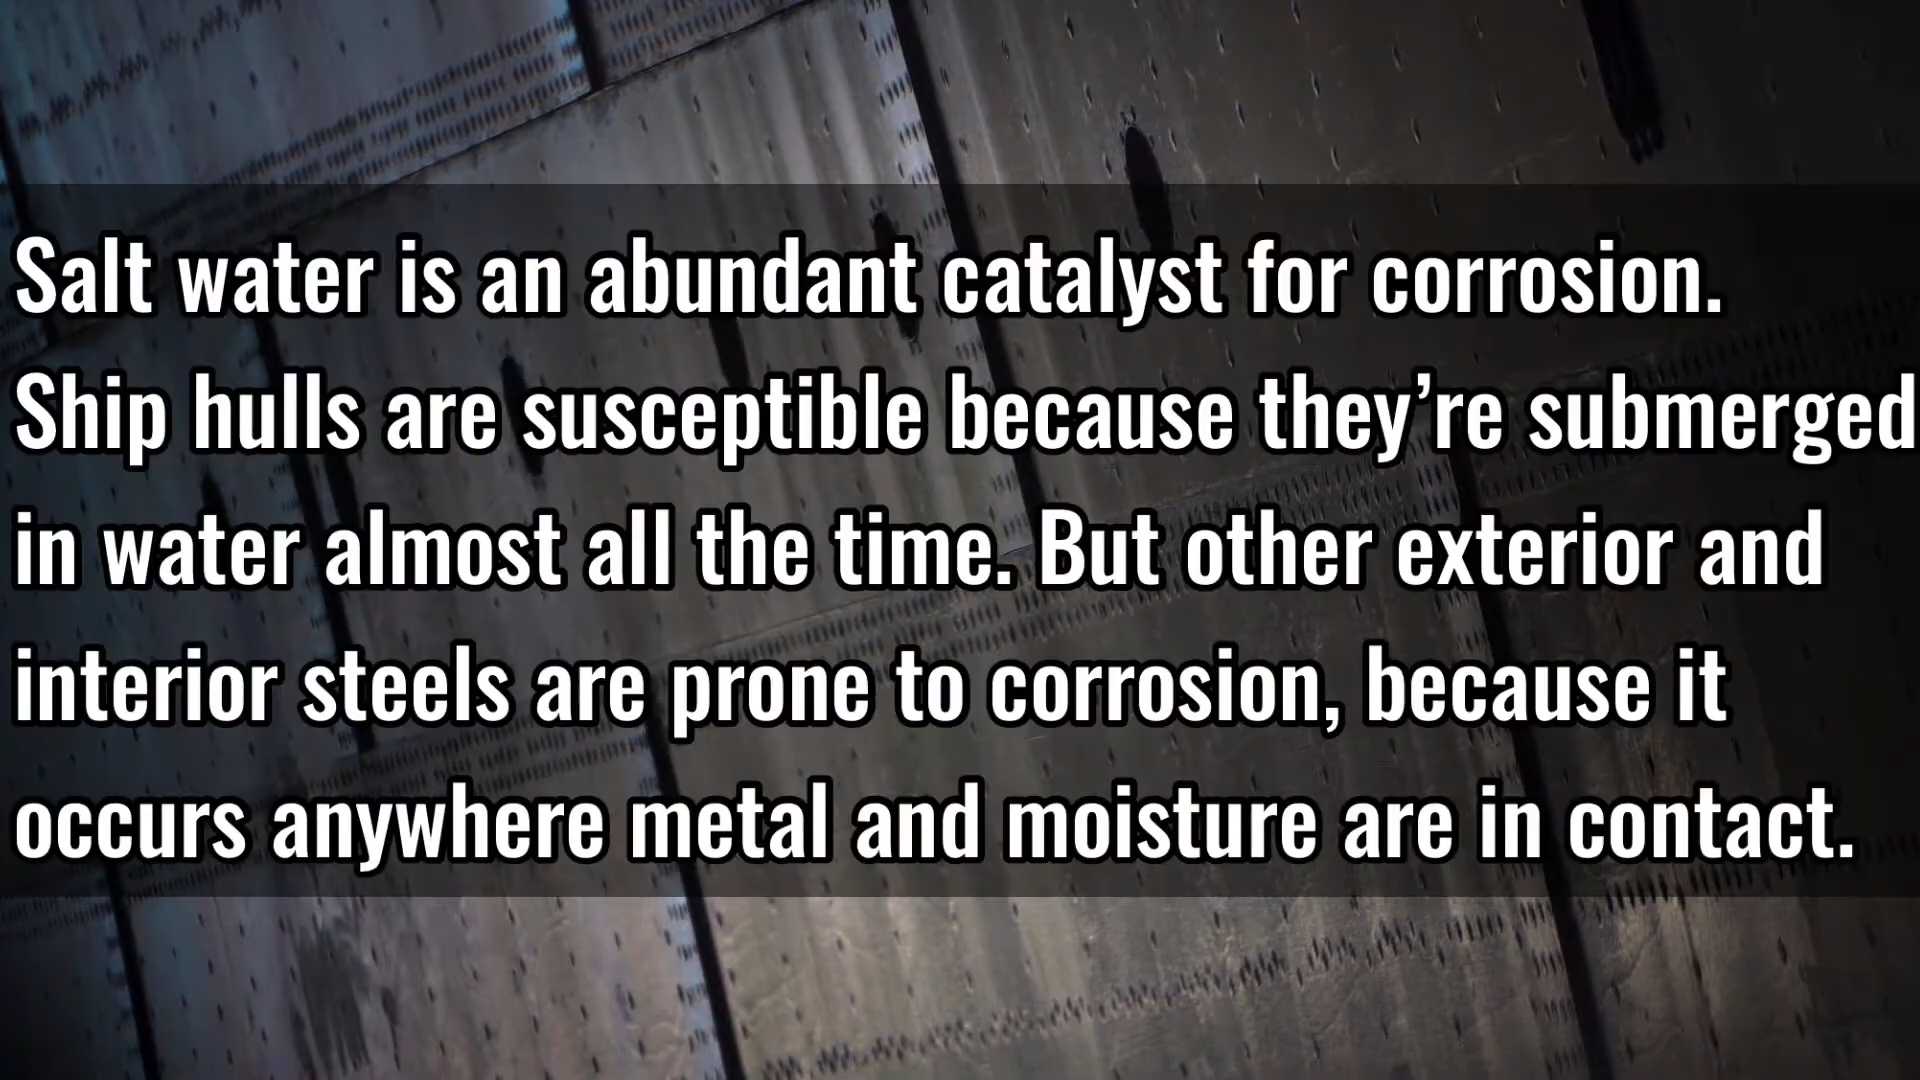 Salt water is an abundant catalyst for corrosion.
Ship hulls are susceptible because they’re submerged
in water almost all the time. But other exterior and
interior steels are prone to corrosion, because it
occurs anywhere metal and moisture are in contact.